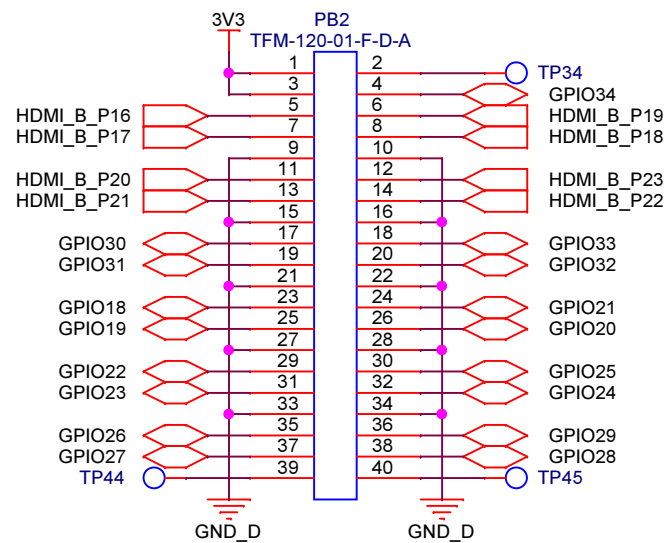 3V3 PB2
TFM-120-01-F-D-A
1 2 TP34
3 4 GPIO34
HDMI_B_P16 5 6 HDMI_B_P19
HDMI_B_P17 7 8 HDMI_B_P18
9 10
HDMI_B_P20 11 12 HDMI_B_P23
HDMI_B_P21 13 14 HDMI_B_P22
15 16
GPIO30 17 18 GPIO33
GPIO31 19 20 GPIO32
21 22
GPIO18 23 24 GPIO21
GPIO19 25 26 GPIO20
27 28
GPIO22 29 30 GPIO25
GPIO23 31 32 GPIO24
33 34
GPIO26 35 36 GPIO29
GPIO27 37 38 GPIO28
TP44 39 40 TP45
GND_D GND_D